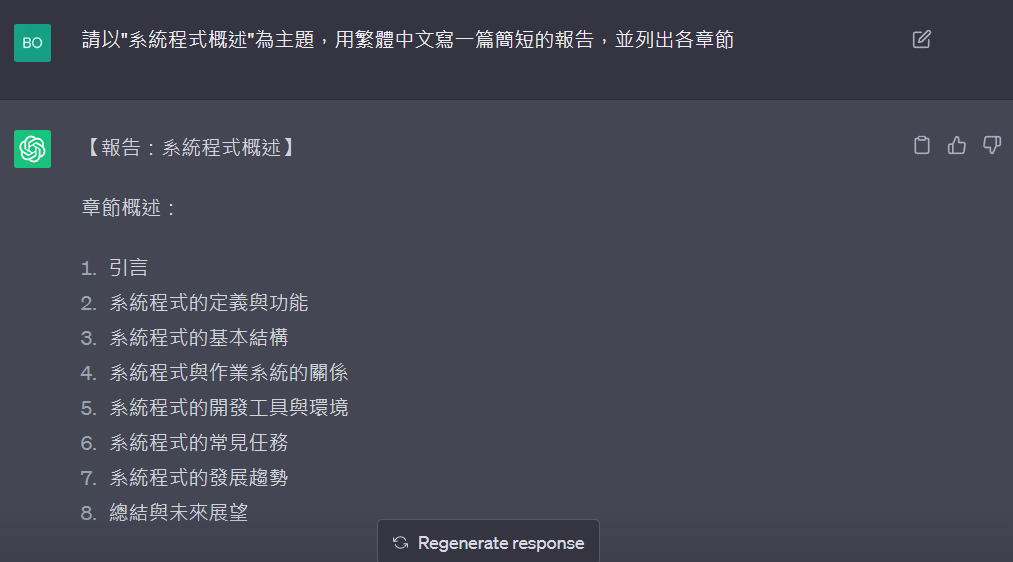 BO
請以"系統程式概述"為主題，用繁體中文寫一篇簡短的報告，並列出各章節
【報告：系統程式概述】
章節概述：
1. 引言
2. 系統程式的定義與功能
3. 系統程式的基本結構
4. 系統程式與作業系統的關係
5. 系統程式的開發工具與環境
6. 系統程式的常見任務
7. 系統程式的發展趨勢
8. 總結與未來展望
Regenerate response